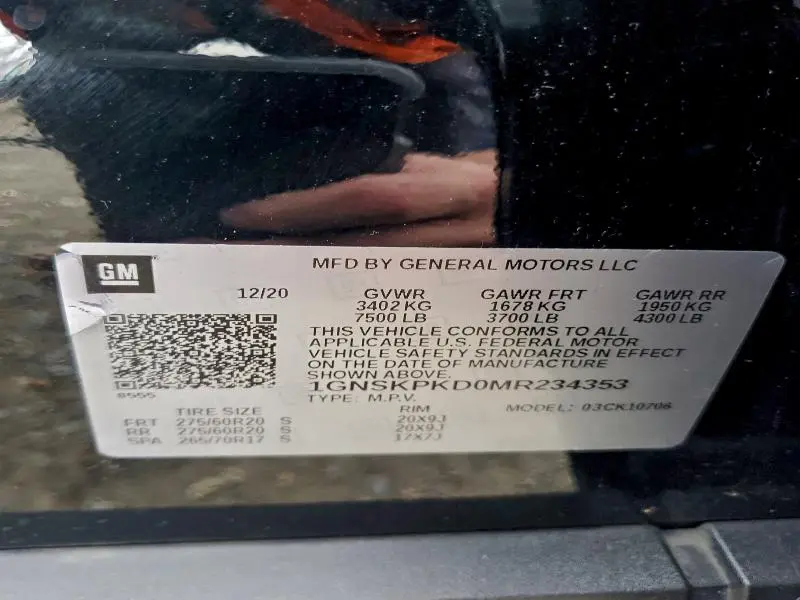 GM
MFD BY GENERAL MOTORS LLC
12/20 GVWR GAWR FRT GAWR RR
3402 KG 1678 KG 1950 KG
7500 LB 3700 LB 4300 LB
THIS VEHICLE CONFORMS TO ALL
APPLICABLE U.S. FEDERAL MOTOR
VEHICLE SAFETY STANDARDS IN EFFECT
ON THE DATE OF MANUFACTURE
SHOWN ABOVE.
1GNSKPKD0MR234353
8555
TYPE: M.P.V. MODEL: 03CK10706
TIRE SIZE RIM
FRT 275/60R20 S 20X9J
RR 275/60R20 S 20X9J
SPA 265/70R17 S 17X7J